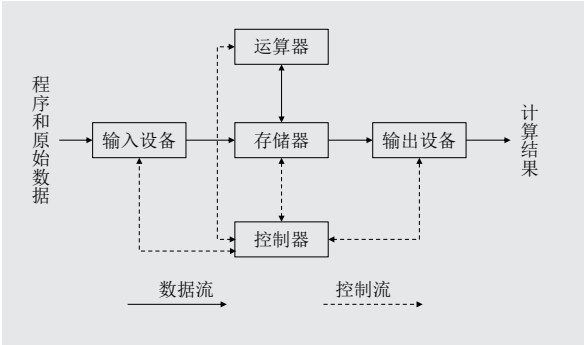 运算器
程序和原始数据
输入设备
存储器
输出设备
计算结果
控制器
数据流
控制流